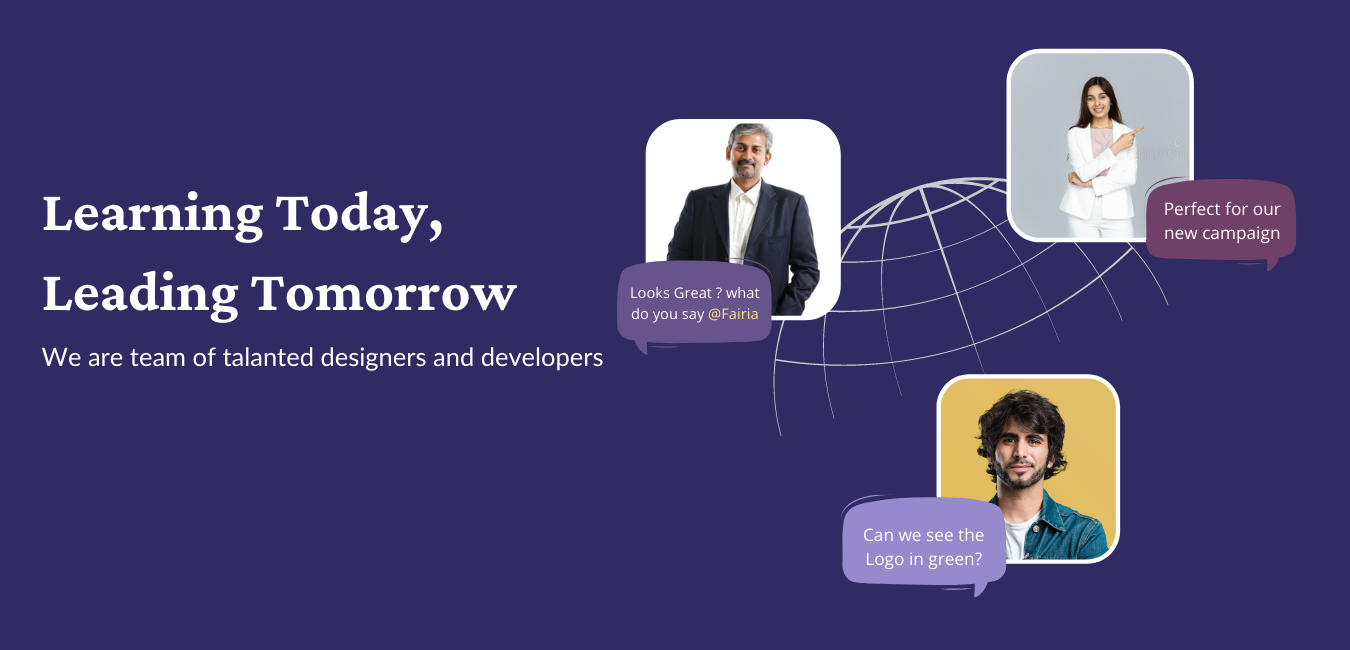 Learning Today,
Leading Tomorrow
We are team of talanted designers and developers
Looks Great ? what
do you say @Fairia
Perfect for our
new campaign
Can we see the
Logo in green?